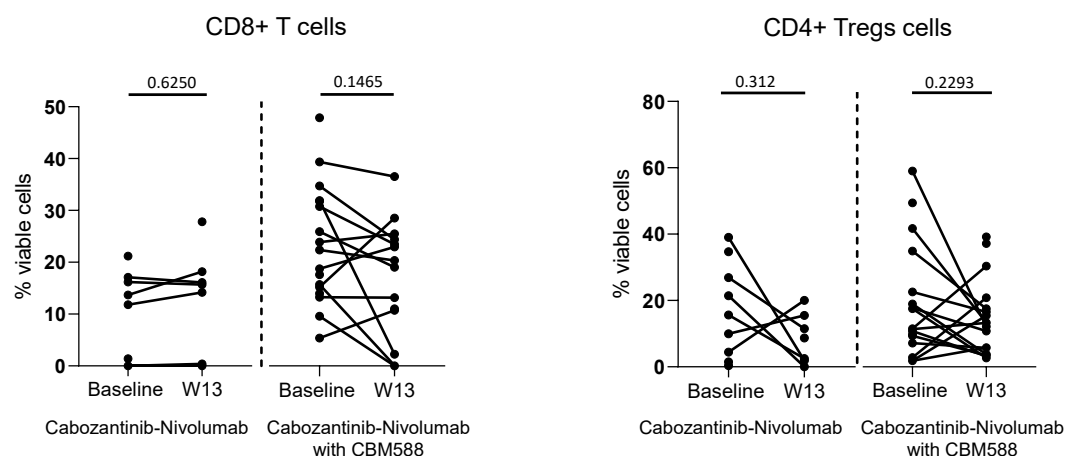 CD8+ T cells
0.6250
0.1465
50
40
30
20
10
0
% viable cells
Baseline W13
Baseline W13
Cabozantinib-Nivolumab
Cabozantinib-Nivolumab
with CBM588
CD4+ Tregs cells
0.312
0.2293
80
60
40
20
0
% viable cells
Baseline W13
Baseline W13
Cabozantinib-Nivolumab
Cabozantinib-Nivolumab
with CBM588